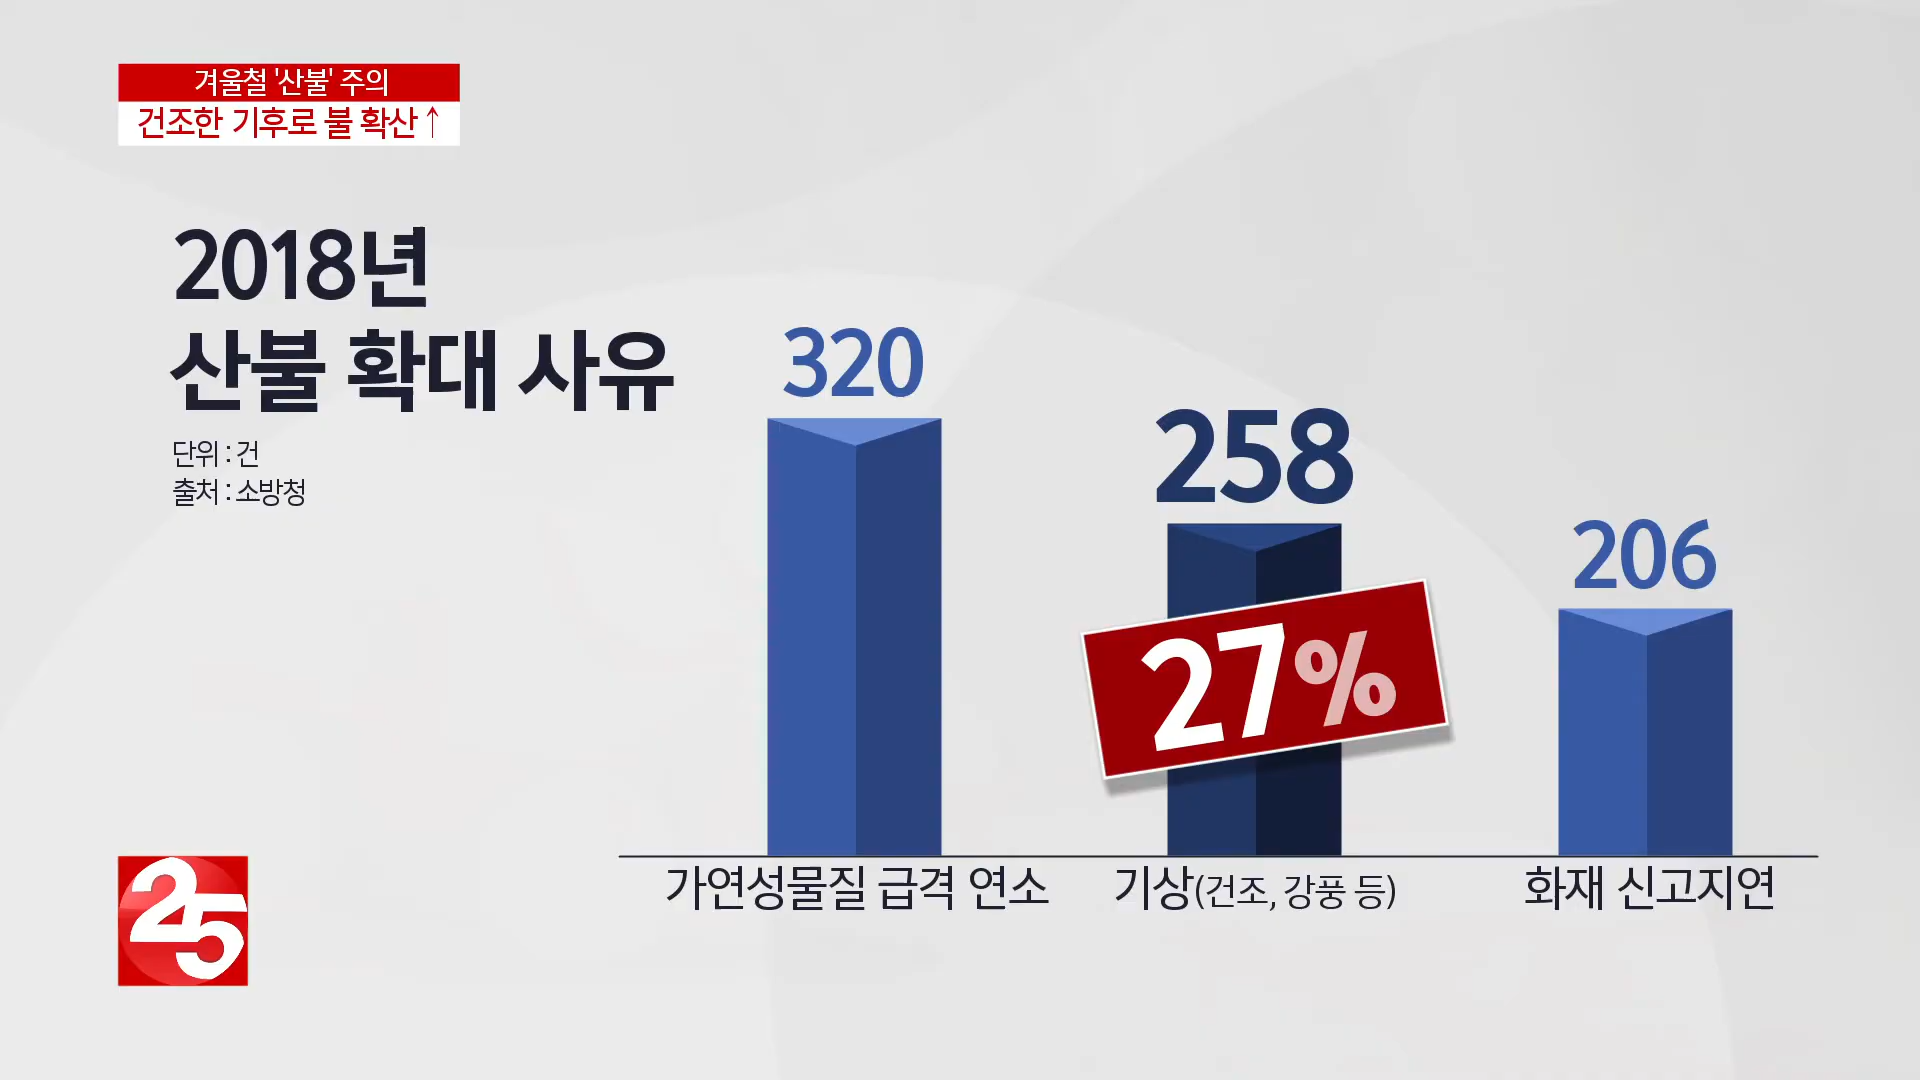 겨울철 '산불' 주의
건조한 기후로 불 확산↑
2018년
산불 확대 사유
단위 : 건
출처 : 소방청
320
258
206
27%
가연성물질 급격 연소
기상(건조, 강풍 등)
화재 신고지연
25